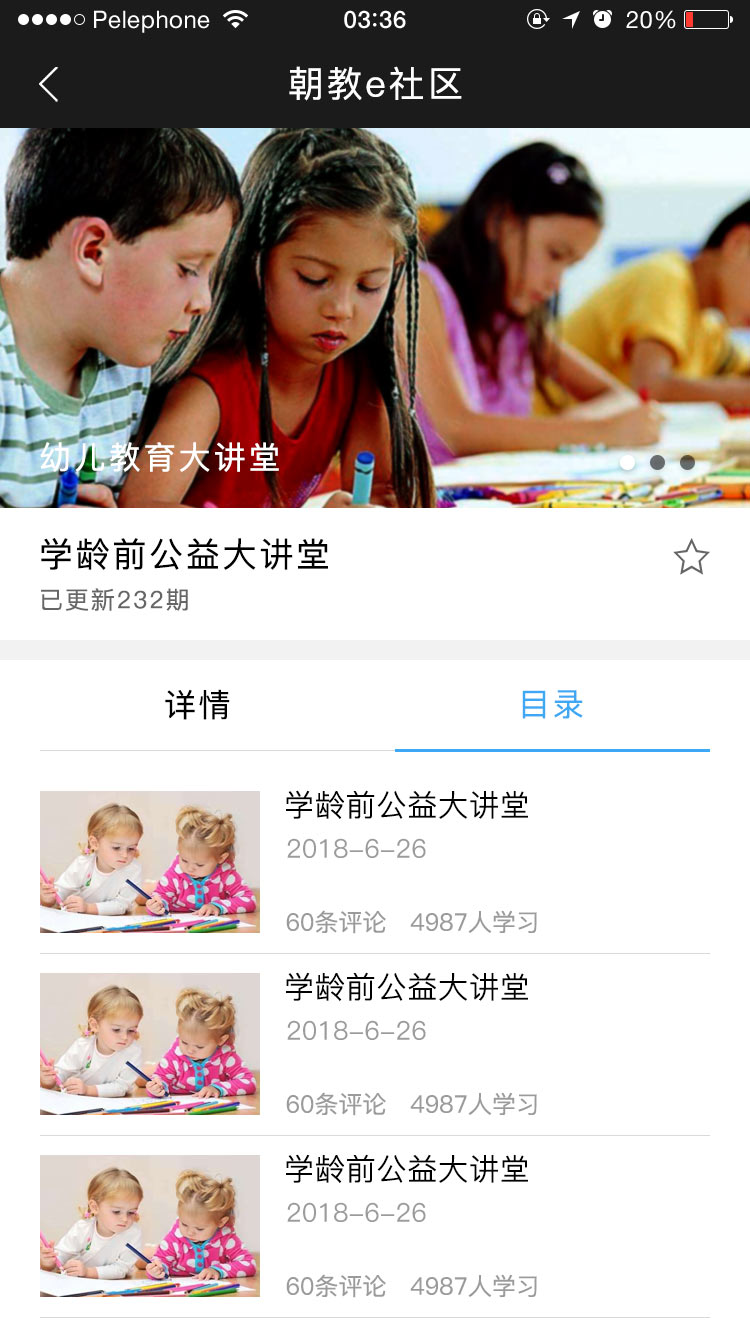 Pelephone 03:36 20%
朝教e社区
幼儿教育大讲堂
学龄前公益大讲堂
已更新232期
详情 目录
学龄前公益大讲堂
2018-6-26
60条评论 4987人学习
学龄前公益大讲堂
2018-6-26
60条评论 4987人学习
学龄前公益大讲堂
2018-6-26
60条评论 4987人学习